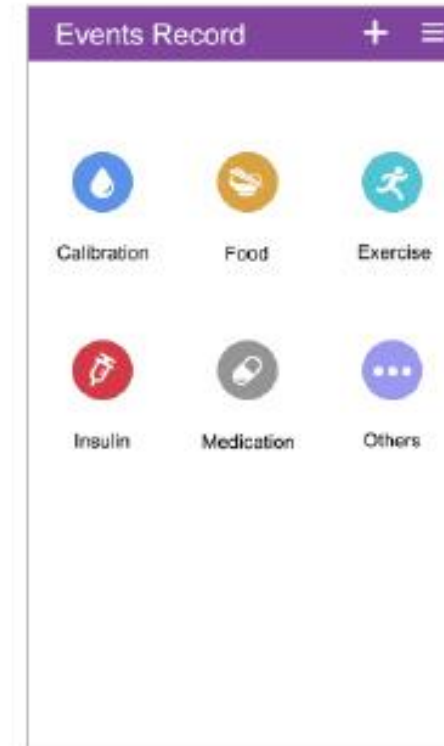 Events Record
Calibration Food Exercise
Insulin Medication Others